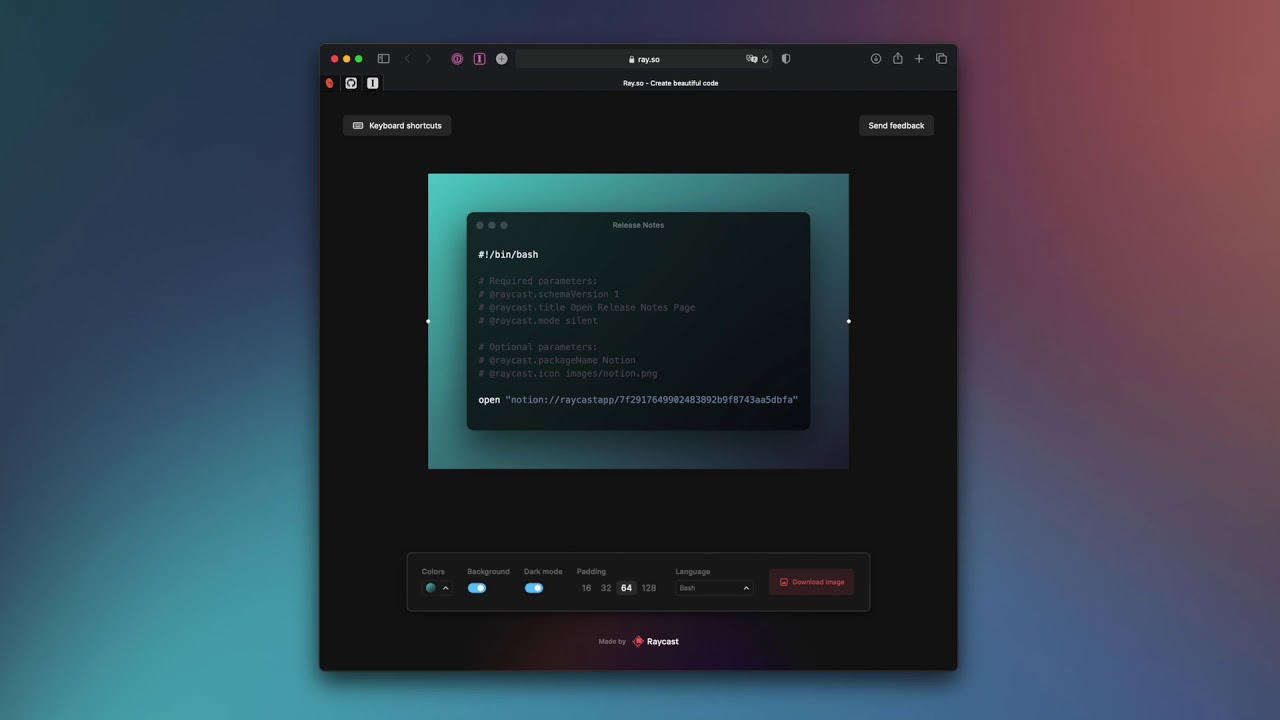 ray.so
Ray.so - Create beautiful code
Keyboard shortcuts
Send feedback
Release Notes
#!/bin/bash
# Required parameters:
# @raycast.schemaVersion 1
# @raycast.title Open Release Notes Page
# @raycast.mode silent
# Optional parameters:
# @raycast.packageName Notion
# @raycast.icon images/notion.png
open "notion://raycastapp/7f2917649902483892b9f8743aa5dbfa"
Colors Background Dark mode Padding Language
16 32 64 128 Bash Download image
Made by Raycast